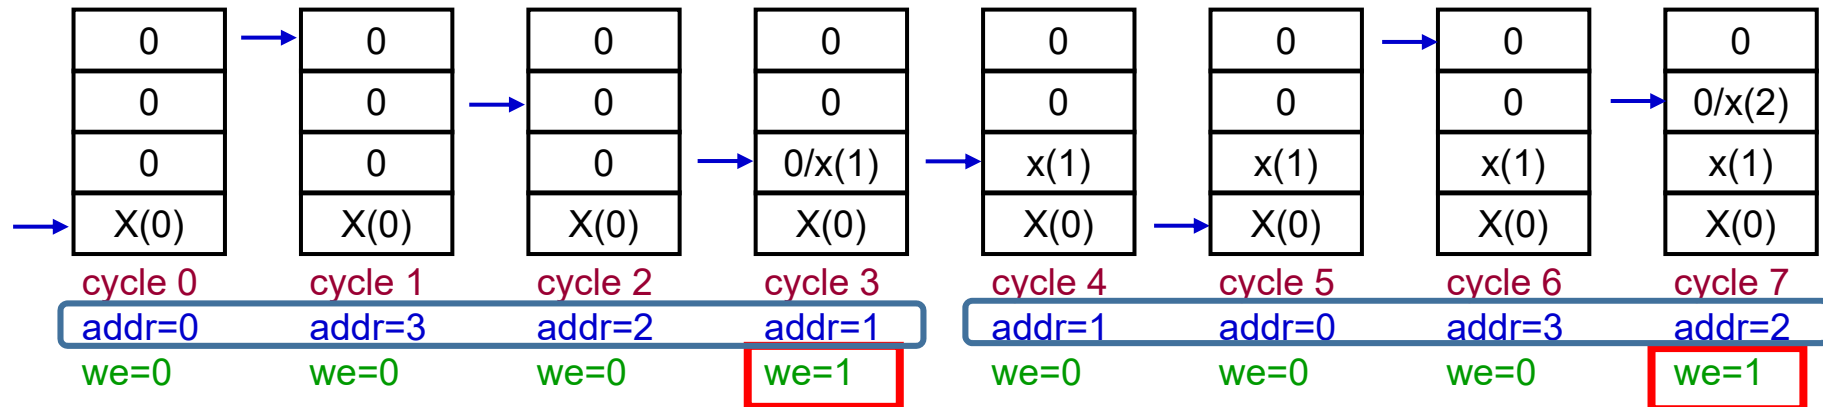 0 0 0 0 0 0 0 0
0 0 0 0 0 0 0 0/x(2)
0 0 0 0/x(1) x(1) x(1) x(1) x(1)
X(0) X(0) X(0) X(0) X(0) X(0) X(0) X(0)
cycle 0 cycle 1 cycle 2 cycle 3 cycle 4 cycle 5 cycle 6 cycle 7
addr=0 addr=3 addr=2 addr=1 addr=1 addr=0 addr=3 addr=2
we=0 we=0 we=0 we=1 we=0 we=0 we=0 we=1